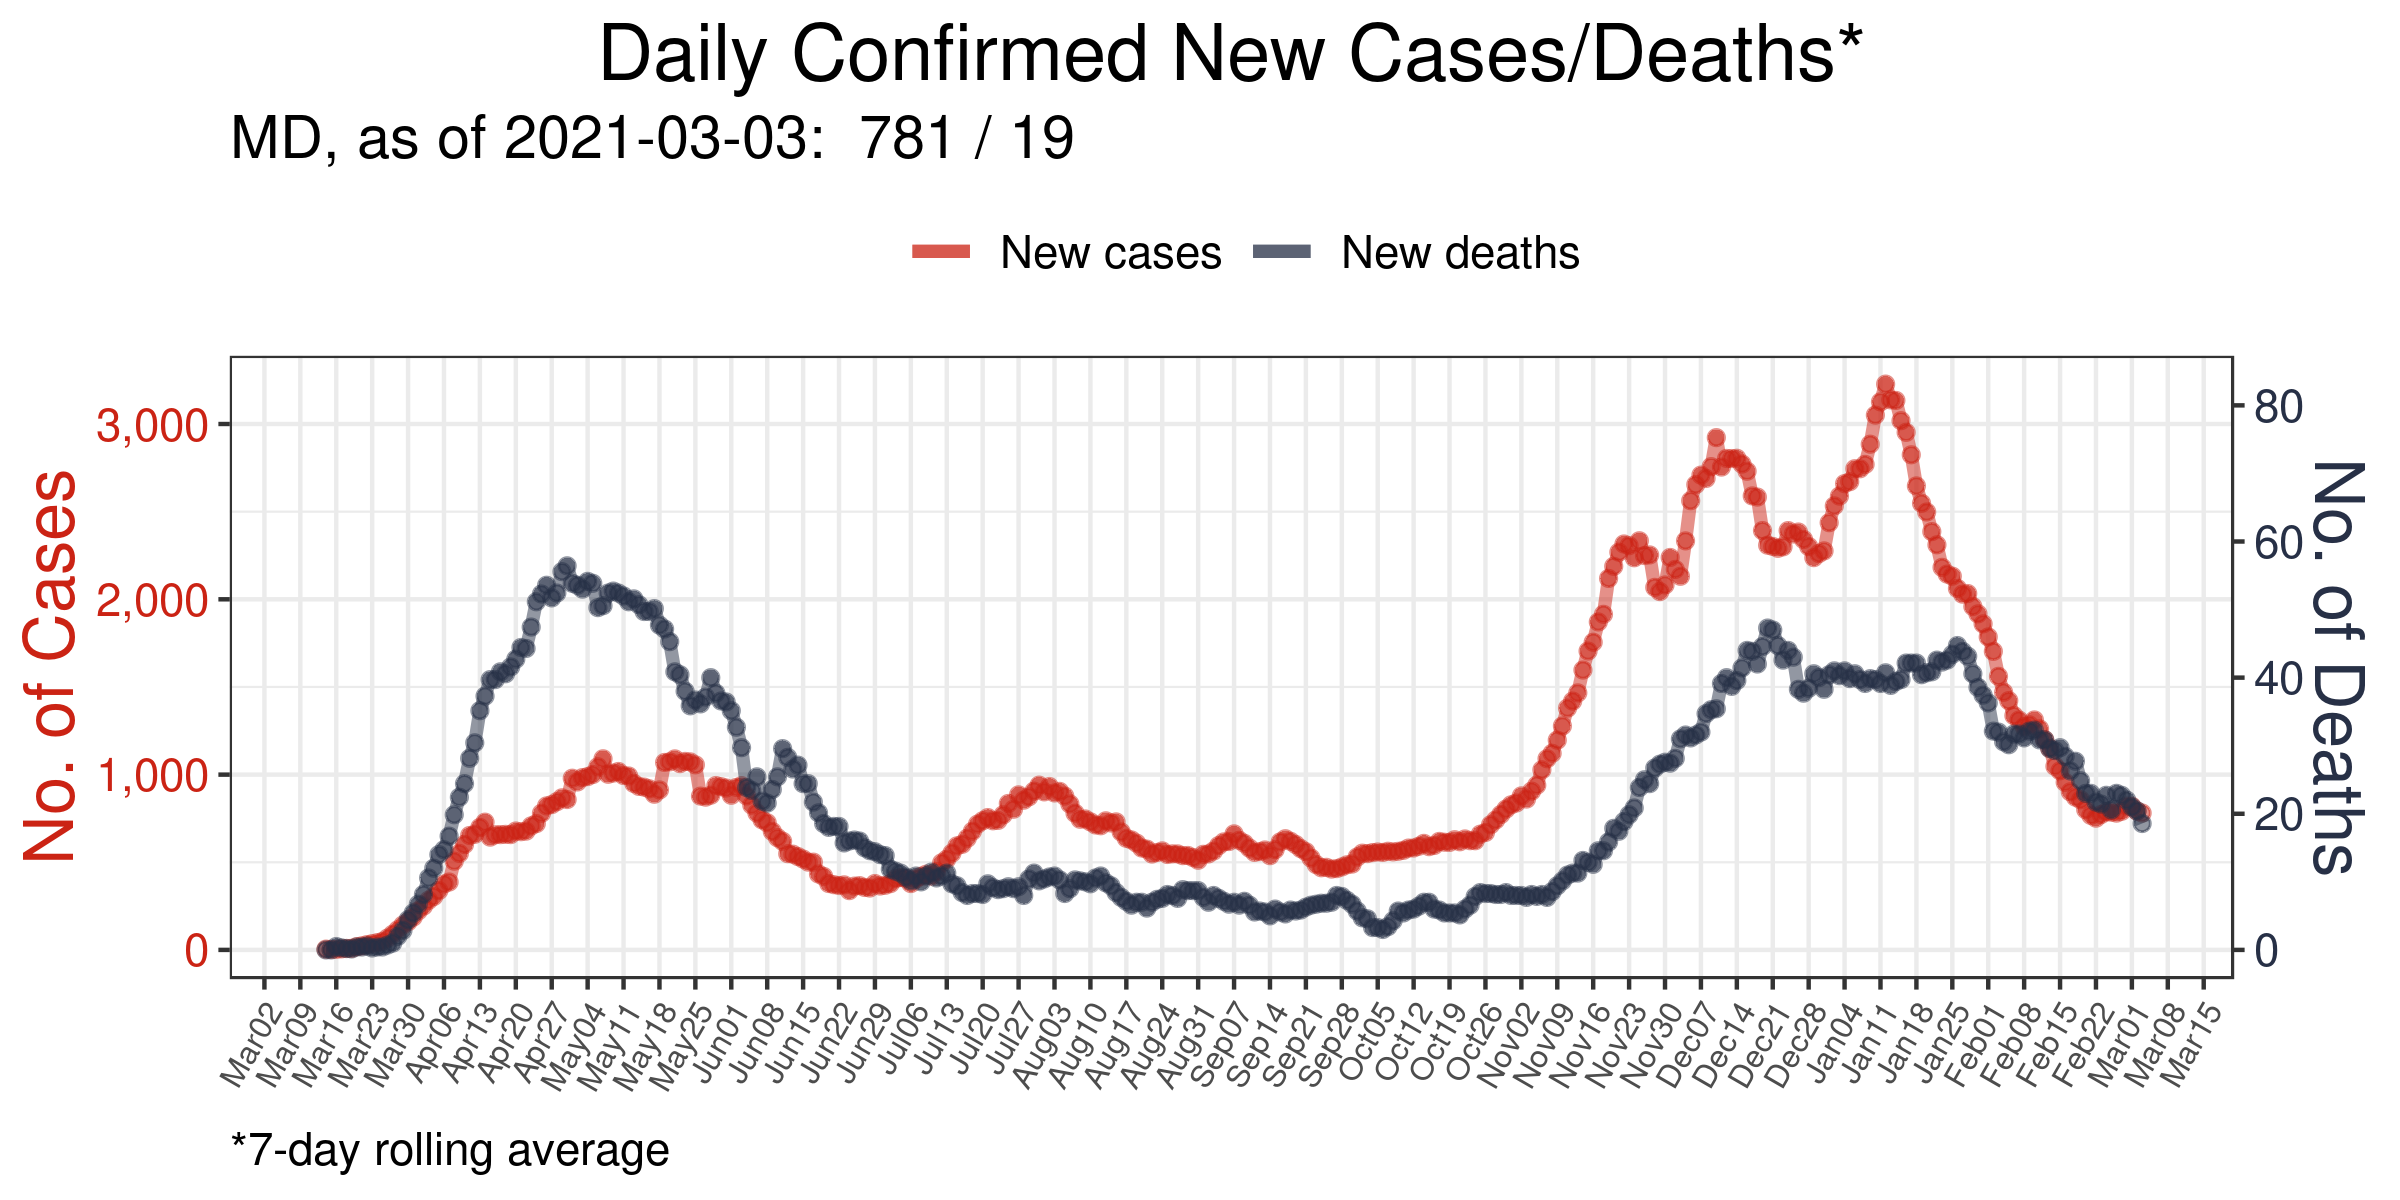 Daily Confirmed New Cases/Deaths*
MD, as of 2021-03-03:  781 / 19
New cases
New deaths
No. of Cases
3,000
2,000
1,000
0
80
60
40
20
0
No. of Deaths
Mar02
Mar09
Mar16
Mar23
Mar30
Apr06
Apr13
Apr20
Apr27
May04
May11
May18
May25
Jun01
Jun08
Jun15
Jun22
Jun29
Jul06
Jul13
Jul20
Jul27
Aug03
Aug10
Aug17
Aug24
Aug31
Sep07
Sep14
Sep21
Sep28
Oct05
Oct12
Oct19
Oct26
Nov02
Nov09
Nov16
Nov23
Nov30
Dec07
Dec14
Dec21
Dec28
Jan04
Jan11
Jan18
Jan25
Feb01
Feb08
Feb15
Feb22
Mar01
Mar08
Mar15
*7-day rolling average